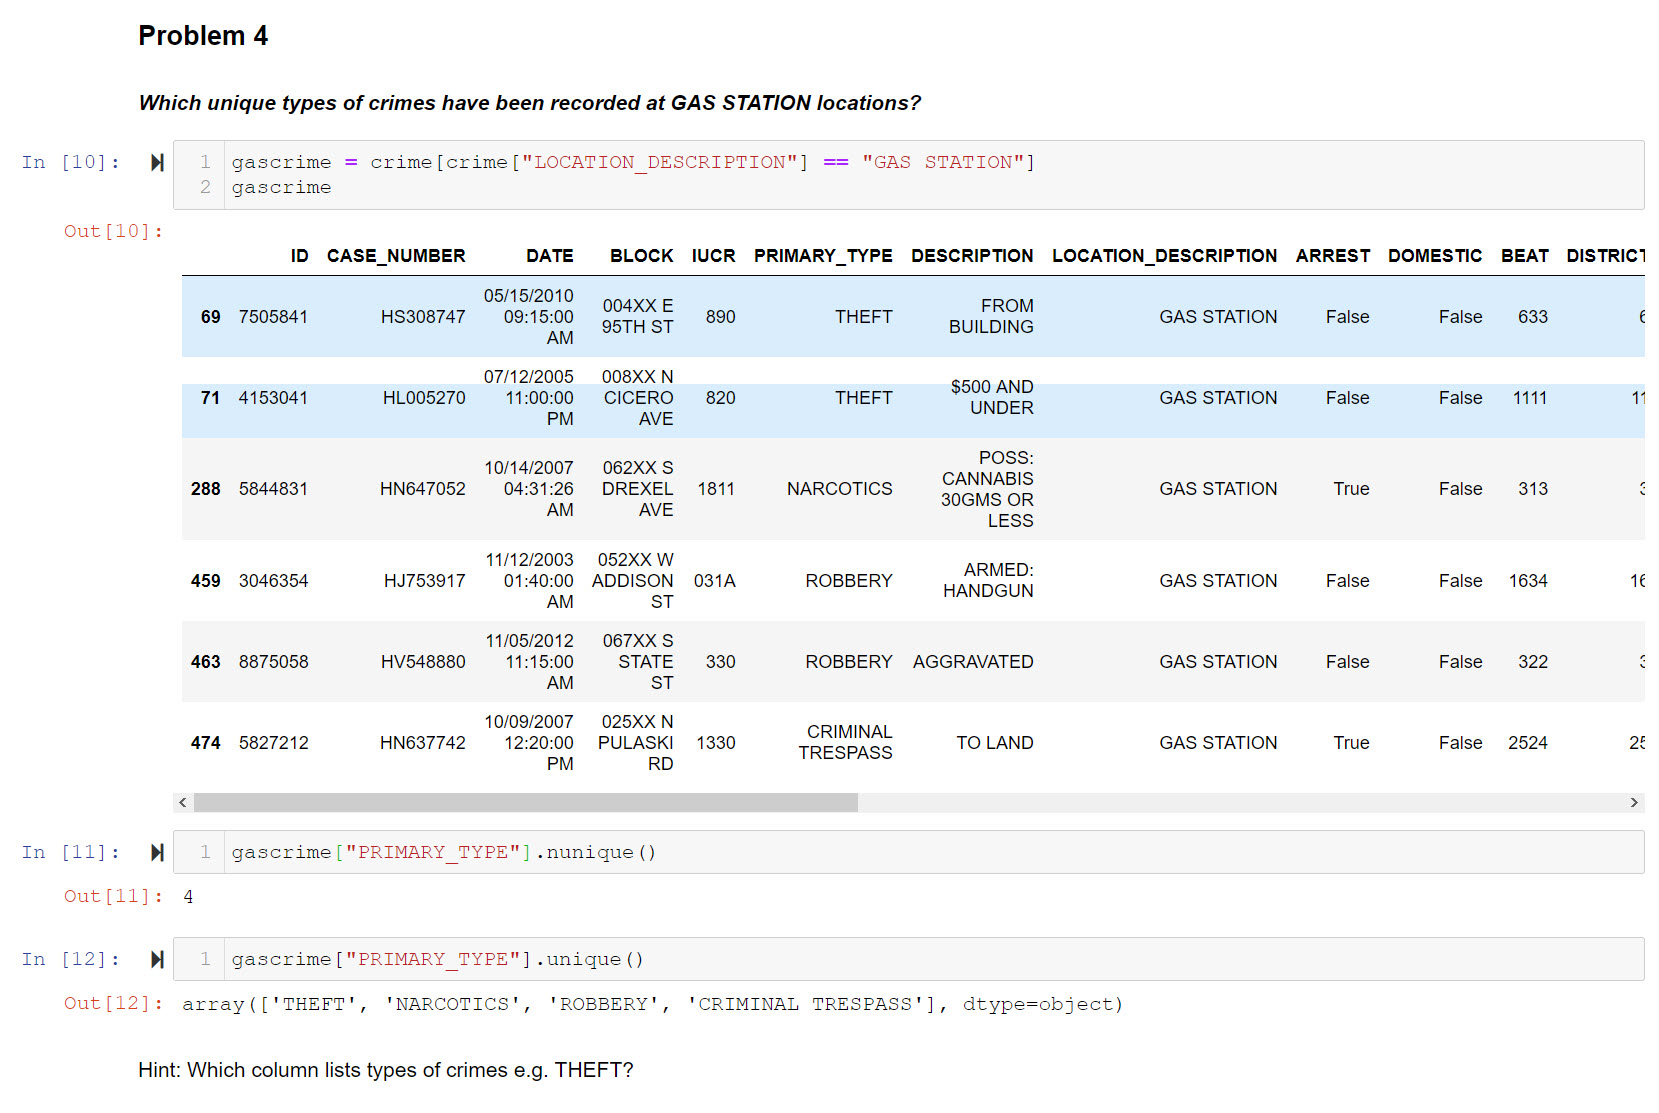 Problem 4
Which unique types of crimes have been recorded at GAS STATION locations?
In [10]:
1 gascrime = crime[crime["LOCATION_DESCRIPTION"] == "GAS STATION"]
2 gascrime
Out[10]:
ID CASE_NUMBER DATE BLOCK IUCR PRIMARY_TYPE DESCRIPTION LOCATION_DESCRIPTION ARREST DOMESTIC BEAT DISTRICT
69 7505841 HS308747 05/15/2010 09:15:00 AM 004XX E 95TH ST 890 THEFT FROM BUILDING GAS STATION False False 633 6
71 4153041 HL005270 07/12/2005 11:00:00 PM 008XX N CICERO AVE 820 THEFT $500 AND UNDER GAS STATION False False 1111 11
288 5844831 HN647052 10/14/2007 04:31:26 AM 062XX S DREXEL AVE 1811 NARCOTICS POSS: CANNABIS 30GMS OR LESS GAS STATION True False 313 3
459 3046354 HJ753917 11/12/2003 01:40:00 AM 052XX W ADDISON ST 031A ROBBERY ARMED: HANDGUN GAS STATION False False 1634 16
463 8875058 HV548880 11/05/2012 11:15:00 AM 067XX S STATE ST 330 ROBBERY AGGRAVATED GAS STATION False False 322 3
474 5827212 HN637742 10/09/2007 12:20:00 PM 025XX N PULASKI RD 1330 CRIMINAL TRESPASS TO LAND GAS STATION True False 2524 25
In [11]:
1 gascrime["PRIMARY_TYPE"].nunique()
Out[11]: 4
In [12]:
1 gascrime["PRIMARY_TYPE"].unique()
Out[12]: array(['THEFT', 'NARCOTICS', 'ROBBERY', 'CRIMINAL TRESPASS'], dtype=object)
Hint: Which column lists types of crimes e.g. THEFT?